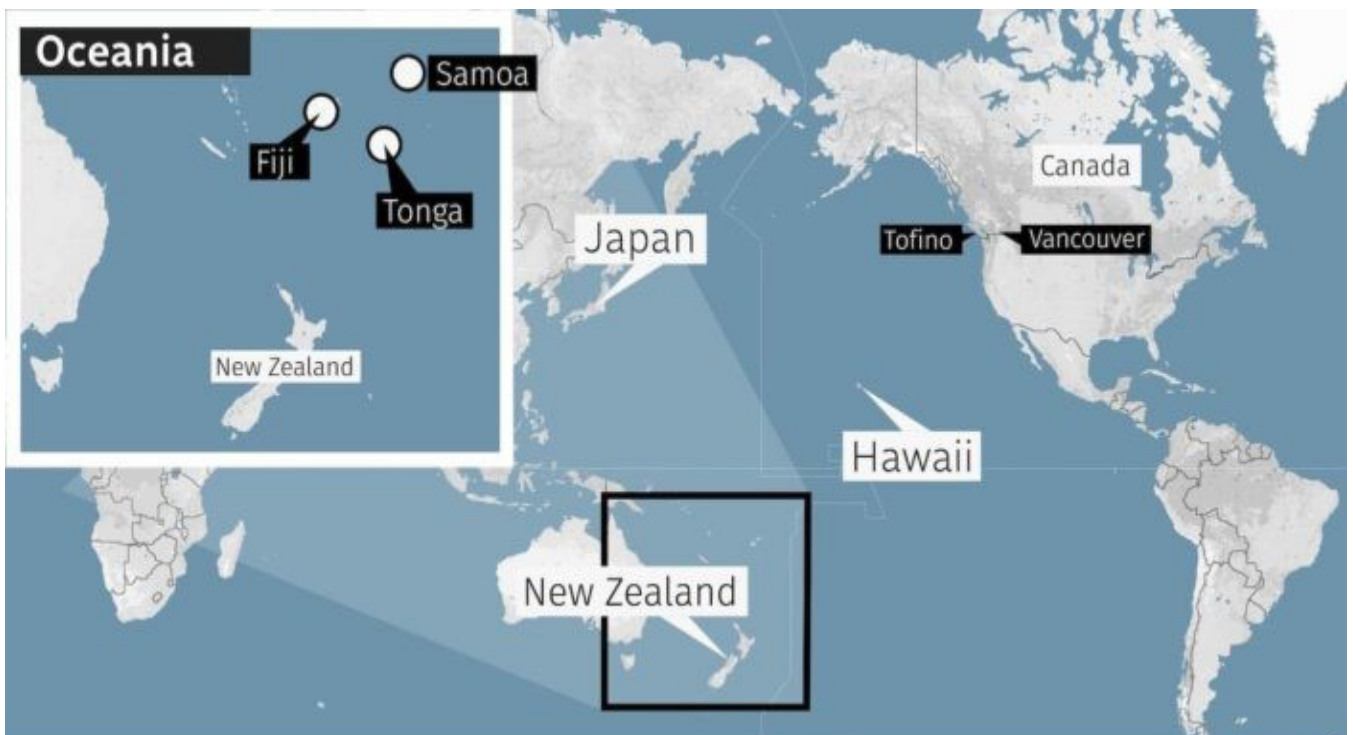 Oceania
Samoa
Fiji
Tonga
New Zealand
Japan
Canada
Tofino
Vancouver
Hawaii
New Zealand